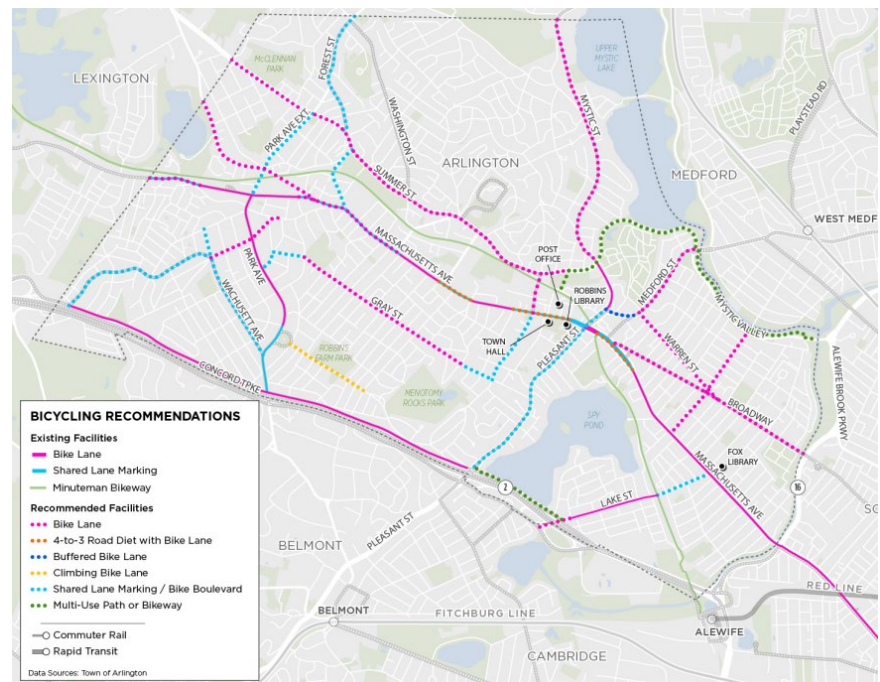 McCLENNAN
PARK
UPPER
MYSTIC
LAKE
LEXINGTON
FOREST ST
WASHINGTON ST
MYSTIC ST
PLAYSTEAD RD
PARK AVE EXT.
ARLINGTON
SUMMER ST
MEDFORD
WEST MEDF
MASSACHUSETTS AVE
POST
OFFICE
ROBBINS
LIBRARY
MEDFORD ST
MYSTIC VALLEY
PARK AVE
WACHUSETT AVE
GRAY ST
TOWN
HALL
PLEASANT ST
WARREN ST
ALEWIFE BROOK PKWY
ROBBINS
FARM PARK
CONCORD TPKE
MENOTOMY
ROCKS PARK
BROADWAY
SPY
POND
FOX
LIBRARY
MASSACHUSETTS AVE
2
LAKE ST
16
SO
BELMONT
PLEASANT ST
RED LINE
BELMONT
FITCHBURG LINE
ALEWIFE
CAMBRIDGE
BICYCLING RECOMMENDATIONS
Existing Facilities
Bike Lane
Shared Lane Marking
Minuteman Bikeway
Recommended Facilities
Bike Lane
4-to-3 Road Diet with Bike Lane
Buffered Bike Lane
Climbing Bike Lane
Shared Lane Marking / Bike Boulevard
Multi-Use Path or Bikeway
Commuter Rail
Rapid Transit
Data Sources: Town of Arlington